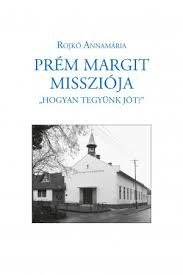 Rojkó Annamária
PRÉM MARGIT
MISSZIÓJA
„HOGYAN TEGYÜNK JÓT?”